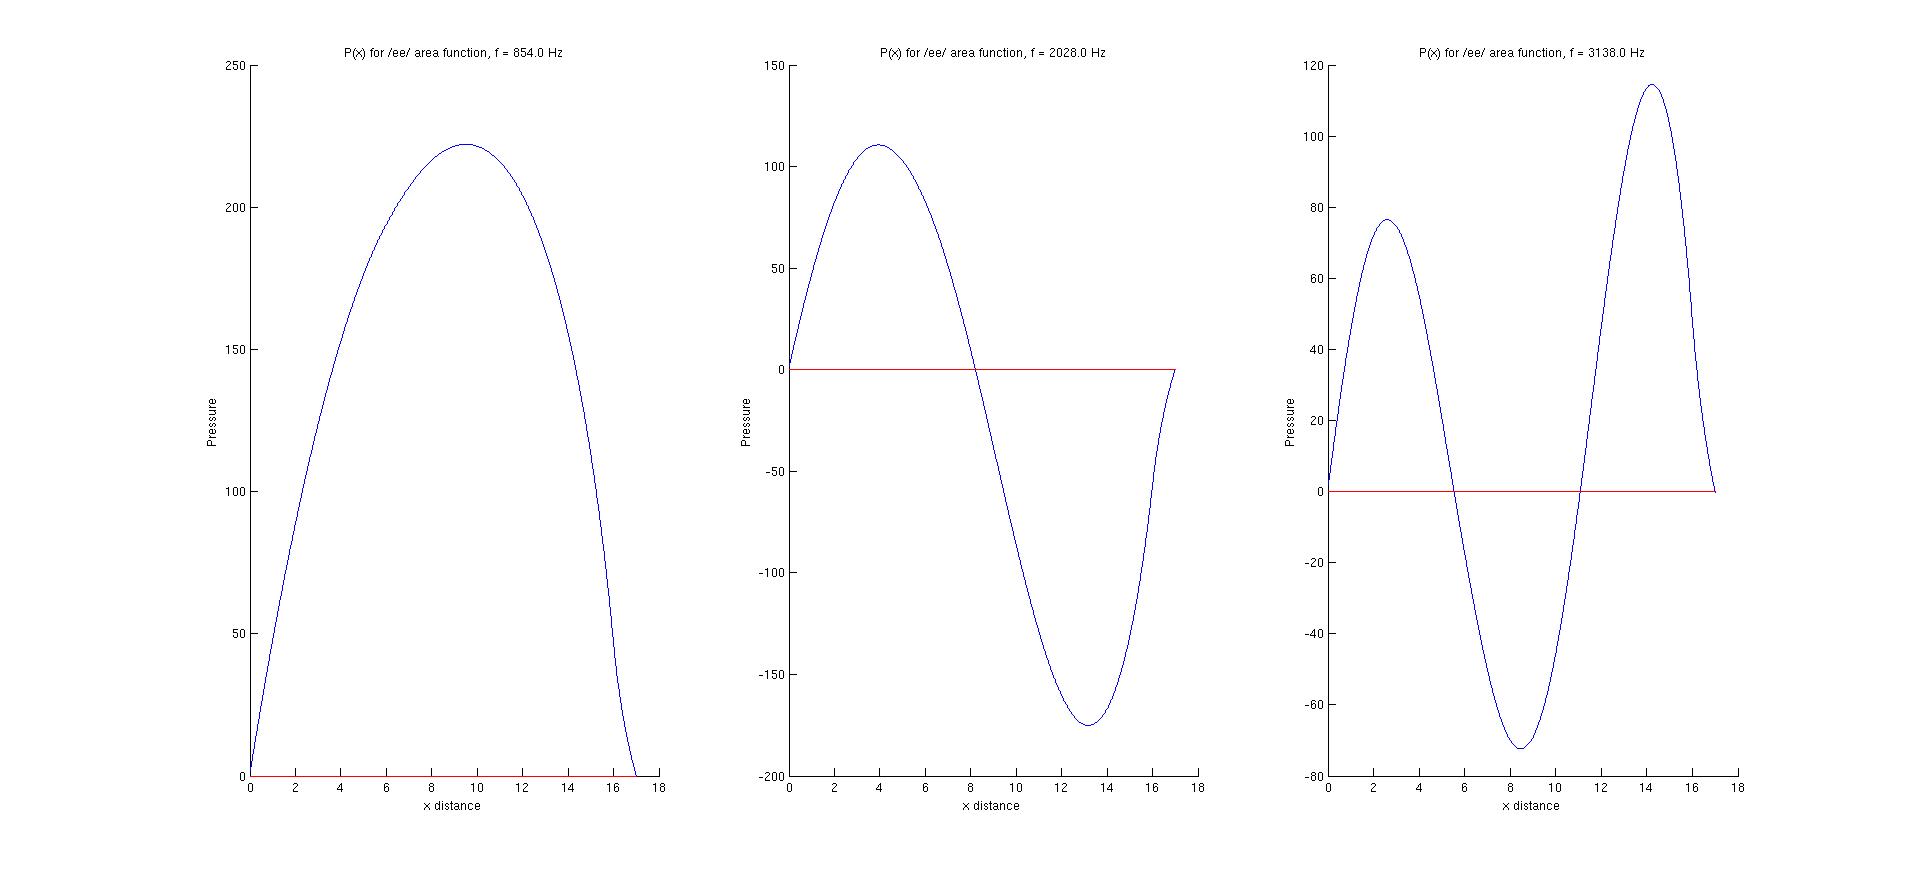 P(x) for /ee/ area function, f = 854.0 Hz
250
200
150
100
50
0
Pressure
0 2 4 6 8 10 12 14 16 18
x distance
P(x) for /ee/ area function, f = 2028.0 Hz
150
100
50
0
-50
-100
-150
-200
Pressure
0 2 4 6 8 10 12 14 16 18
x distance
P(x) for /ee/ area function, f = 3138.0 Hz
120
100
80
60
40
20
0
-20
-40
-60
-80
Pressure
0 2 4 6 8 10 12 14 16 18
x distance